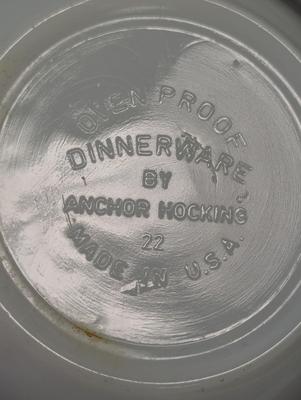 OVEN PROOF
DINNERWARE
BY
ANCHOR HOCKING
22
MADE IN U.S.A.